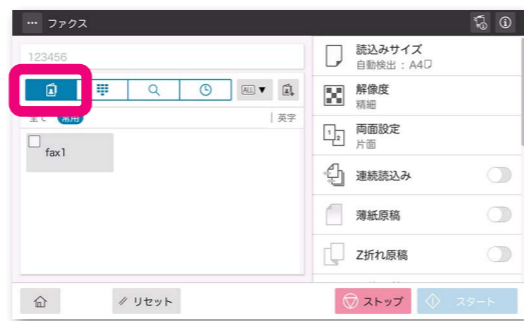 ファクス
123456
ALL ▼
全て 常用 英字
fax1
読込みサイズ
自動検出 : A4
解像度
精細
1 2
両面設定
片面
連続読込み
薄紙原稿
Z折れ原稿
リセット
ストップ
スタート